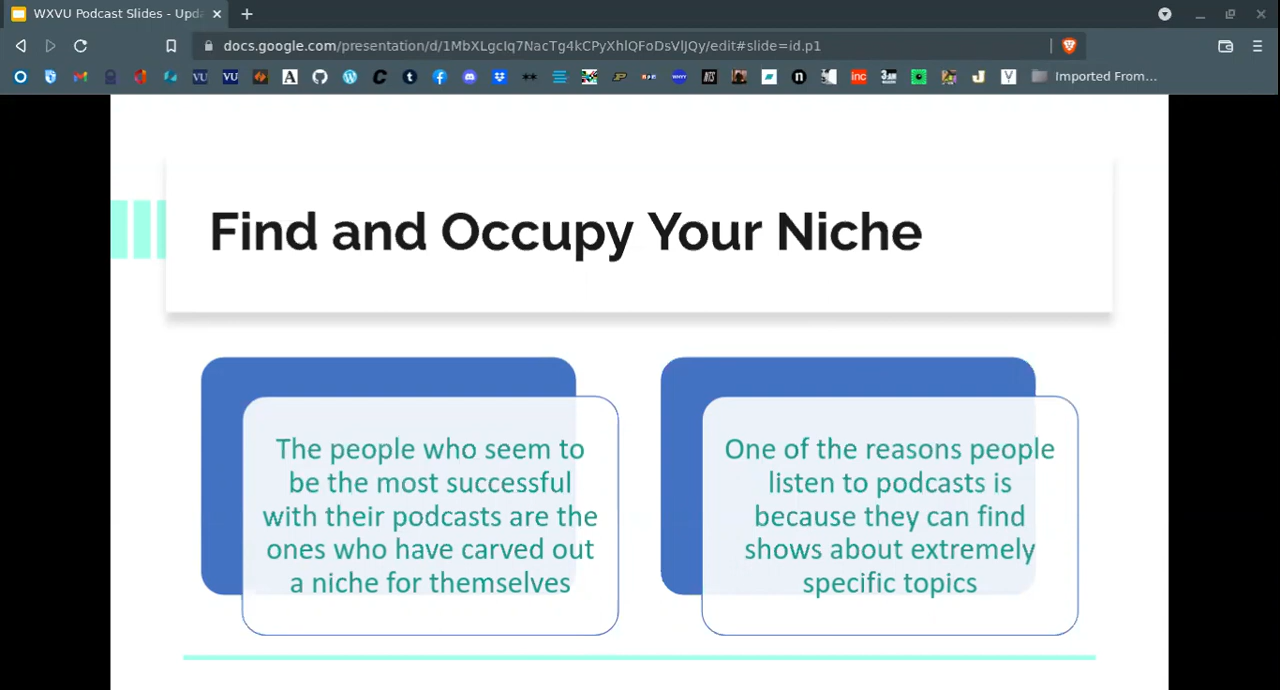 WXVU Podcast Slides - Upda
docs.google.com/presentation/d/1MbXLgcIq7NacTg4kCPyXhlQFoDsVlJQy/edit#slide=id.p1
Imported From...
Find and Occupy Your Niche
The people who seem to
be the most successful
with their podcasts are the
ones who have carved out
a niche for themselves
One of the reasons people
listen to podcasts is
because they can find
shows about extremely
specific topics